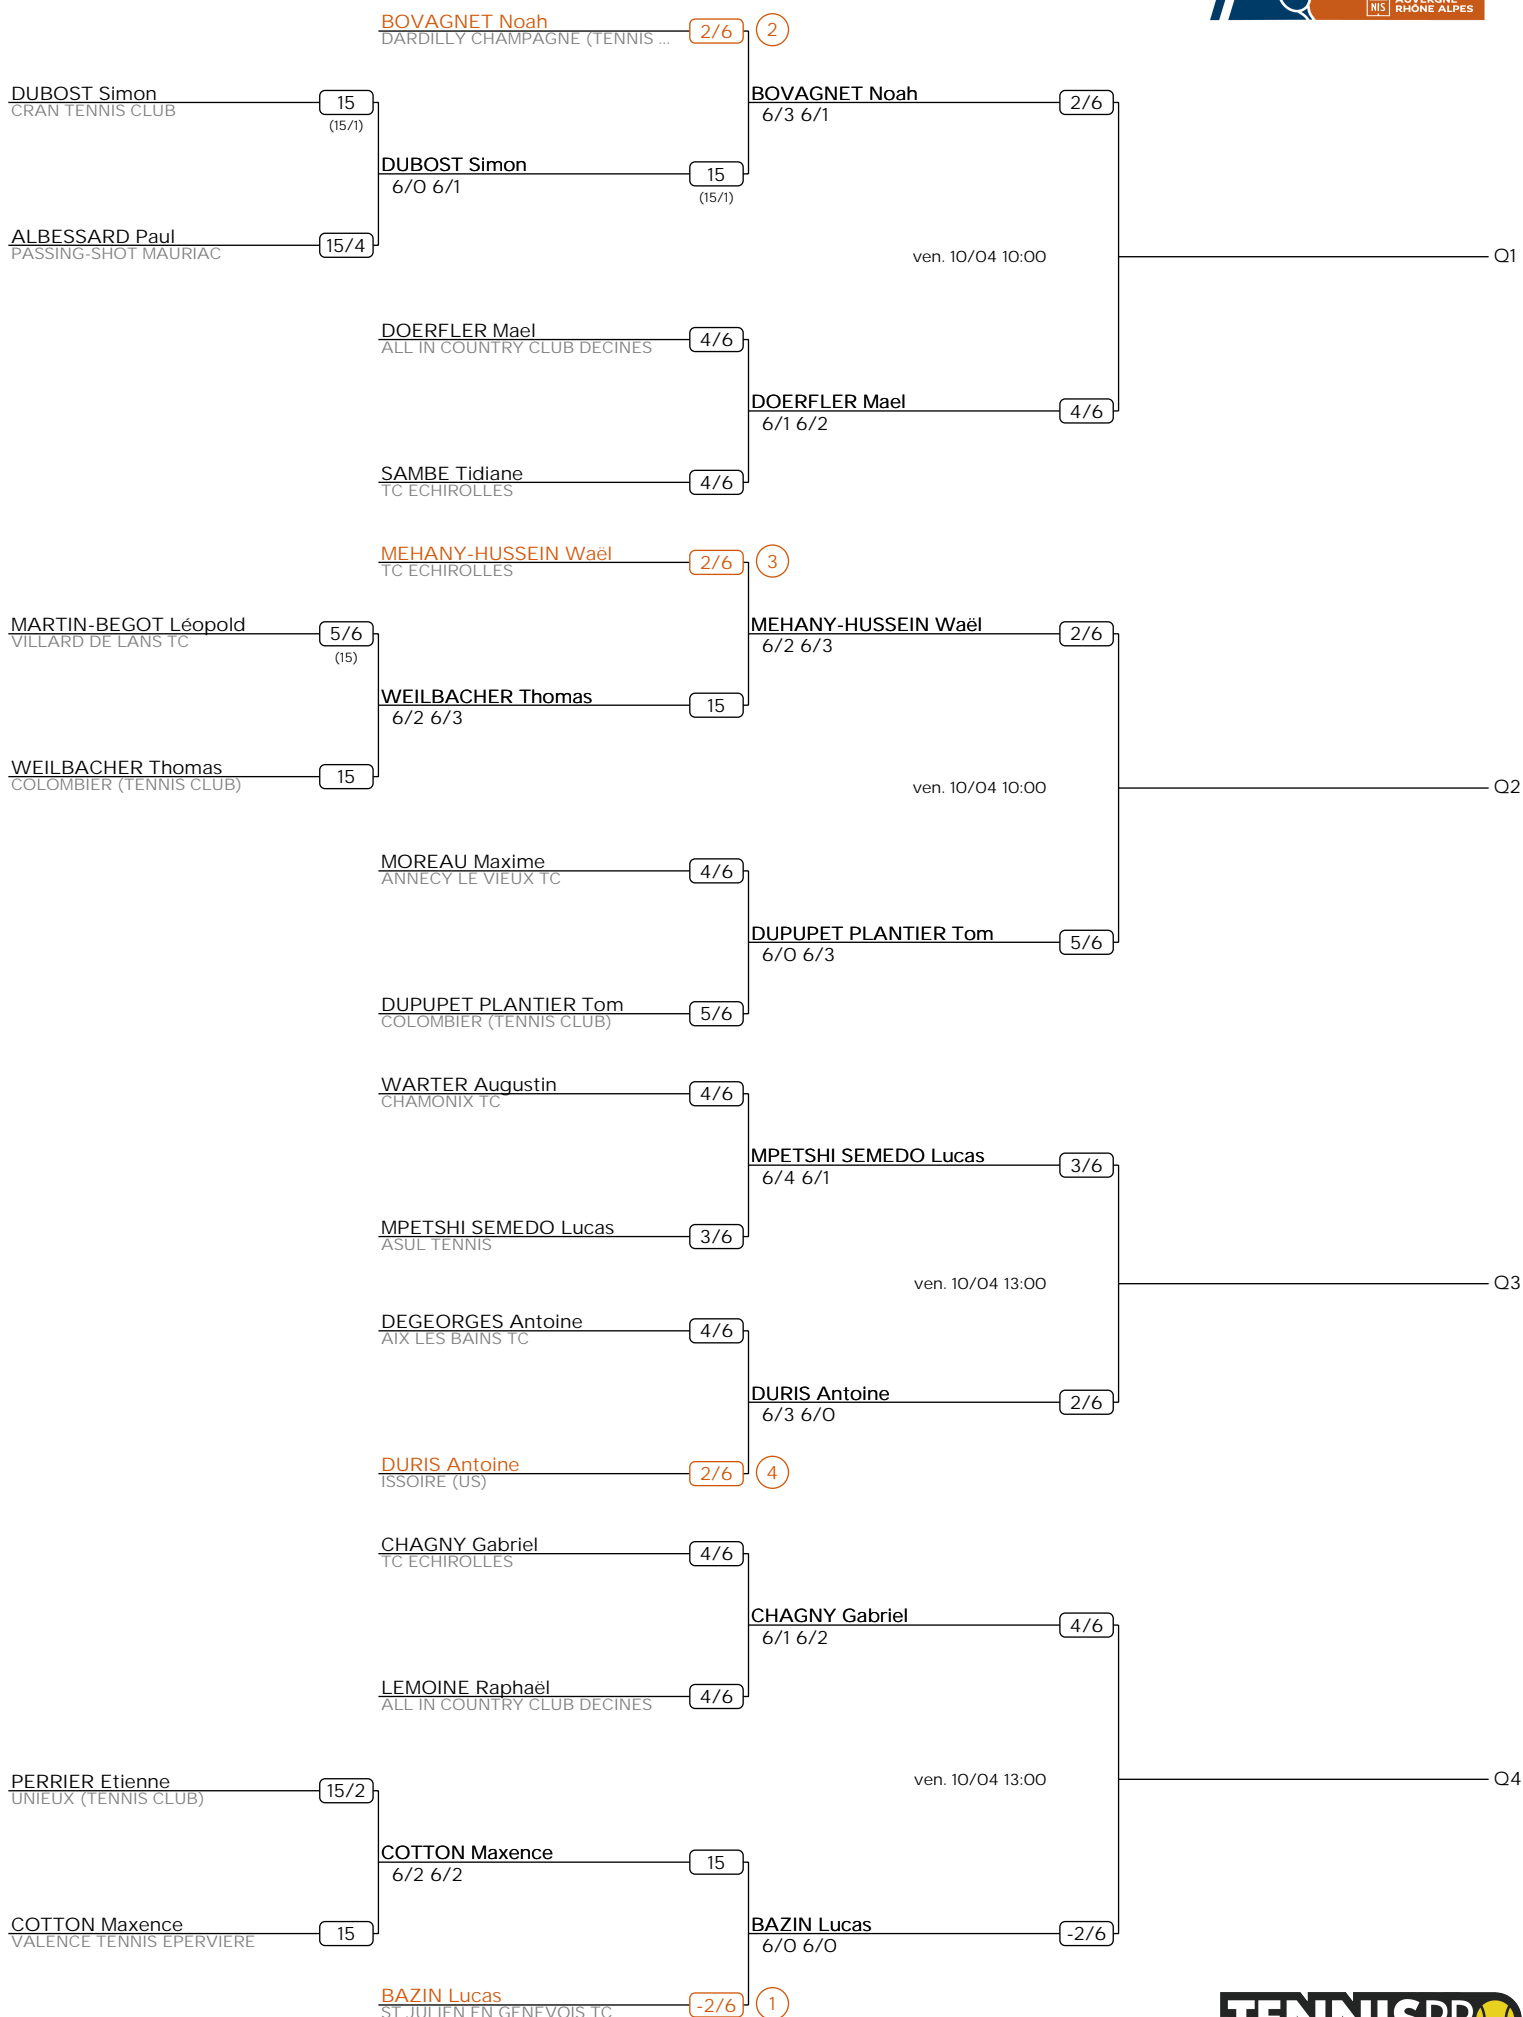 AUVERGNE
RHÔNE ALPES
NIS
BOVAGNET Noah
DARDILLY CHAMPAGNE (TENNIS ...
2/6
2
DUBOST Simon
CRAN TENNIS CLUB
15
(15/1)
BOVAGNET Noah
6/3 6/1
2/6
DUBOST Simon
6/0 6/1
15
(15/1)
ALBESSARD Paul
PASSING-SHOT MAURIAC
15/4
ven. 10/04 10:00
Q1
DOERFLER Mael
ALL IN COUNTRY CLUB DECINES
4/6
DOERFLER Mael
6/1 6/2
4/6
SAMBE Tidiane
TC ECHIROLLES
4/6
MEHANY-HUSSEIN Waël
TC ECHIROLLES
2/6
3
MARTIN-BEGOT Léopold
VILLARD DE LANS TC
5/6
(15)
MEHANY-HUSSEIN Waël
6/2 6/3
2/6
WEILBACHER Thomas
6/2 6/3
15
WEILBACHER Thomas
COLOMBIER (TENNIS CLUB)
15
ven. 10/04 10:00
Q2
MOREAU Maxime
ANNECY LE VIEUX TC
4/6
DUPUPET PLANTIER Tom
6/0 6/3
5/6
DUPUPET PLANTIER Tom
COLOMBIER (TENNIS CLUB)
5/6
WARTER Augustin
CHAMONIX TC
4/6
MPETSHI SEMEDO Lucas
6/4 6/1
3/6
MPETSHI SEMEDO Lucas
ASUL TENNIS
3/6
ven. 10/04 13:00
Q3
DEGEORGES Antoine
AIX LES BAINS TC
4/6
DURIS Antoine
6/3 6/0
2/6
DURIS Antoine
ISSOIRE (US)
2/6
4
CHAGNY Gabriel
TC ECHIROLLES
4/6
CHAGNY Gabriel
6/1 6/2
4/6
LEMOINE Raphaël
ALL IN COUNTRY CLUB DECINES
4/6
PERRIER Etienne
UNIEUX (TENNIS CLUB)
15/2
ven. 10/04 13:00
Q4
COTTON Maxence
6/2 6/2
15
COTTON Maxence
VALENCE TENNIS EPERVIERE
15
BAZIN Lucas
6/0 6/0
-2/6
BAZIN Lucas
ST JULIEN EN GENEVOIS TC
-2/6
1
TENNISPRO